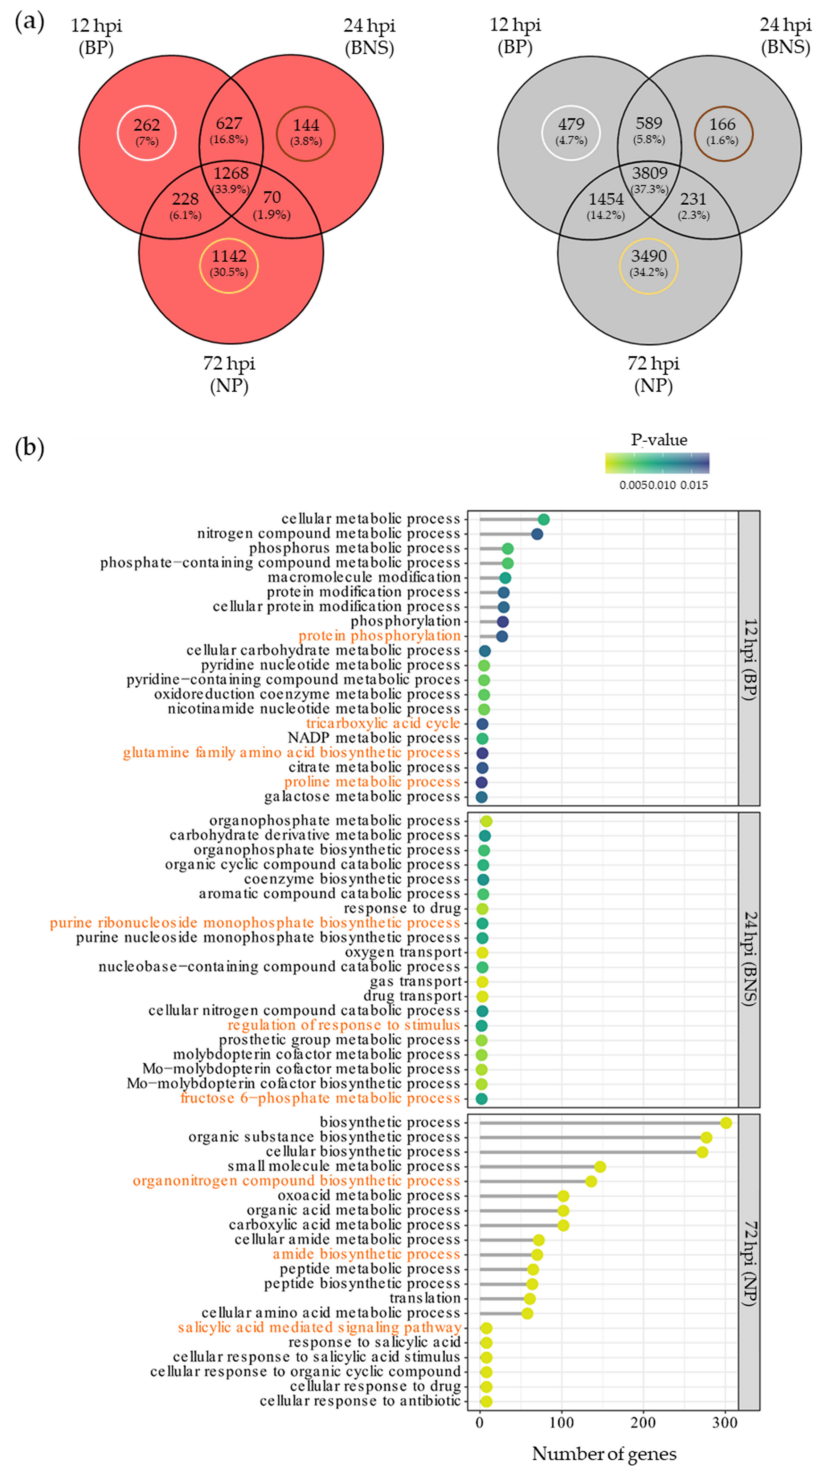 (a)
12 hpi
(BP)
24 hpi
(BNS)
262
(7%)
627
(16.8%)
144
(3.8%)
1268
(33.9%)
228
(6.1%)
70
(1.9%)
1142
(30.5%)
72 hpi
(NP)
12 hpi
(BP)
24 hpi
(BNS)
479
(4.7%)
589
(5.8%)
166
(1.6%)
3809
(37.3%)
1454
(14.2%)
231
(2.3%)
3490
(34.2%)
72 hpi
(NP)
(b)
P-value
0.005 0.010 0.015
cellular metabolic process
nitrogen compound metabolic process
phosphorus metabolic process
phosphate−containing compound metabolic process
macromolecule modification
protein modification process
cellular protein modification process
phosphorylation
protein phosphorylation
cellular carbohydrate metabolic process
pyridine nucleotide metabolic process
pyridine−containing compound metabolic proces
oxidoreduction coenzyme metabolic process
nicotinamide nucleotide metabolic process
tricarboxylic acid cycle
NADP metabolic process
glutamine family amino acid biosynthetic process
citrate metabolic process
proline metabolic process
galactose metabolic process
12 hpi (BP)
organophosphate metabolic process
carbohydrate derivative metabolic process
organophosphate biosynthetic process
organic cyclic compound catabolic process
coenzyme biosynthetic process
aromatic compound catabolic process
response to drug
purine ribonucleoside monophosphate biosynthetic process
purine nucleoside monophosphate biosynthetic process
oxygen transport
nucleobase−containing compound catabolic process
gas transport
drug transport
cellular nitrogen compound catabolic process
regulation of response to stimulus
prosthetic group metabolic process
molybdopterin cofactor metabolic process
Mo−molybdopterin cofactor metabolic process
Mo−molybdopterin cofactor biosynthetic process
fructose 6−phosphate metabolic process
24 hpi (BNS)
biosynthetic process
organic substance biosynthetic process
cellular biosynthetic process
small molecule metabolic process
organonitrogen compound biosynthetic process
oxoacid metabolic process
organic acid metabolic process
carboxylic acid metabolic process
cellular amide metabolic process
amide biosynthetic process
peptide metabolic process
peptide biosynthetic process
translation
cellular amino acid metabolic process
salicylic acid mediated signaling pathway
response to salicylic acid
cellular response to salicylic acid stimulus
cellular response to organic cyclic compound
cellular response to drug
cellular response to antibiotic
72 hpi (NP)
0 100 200 300
Number of genes